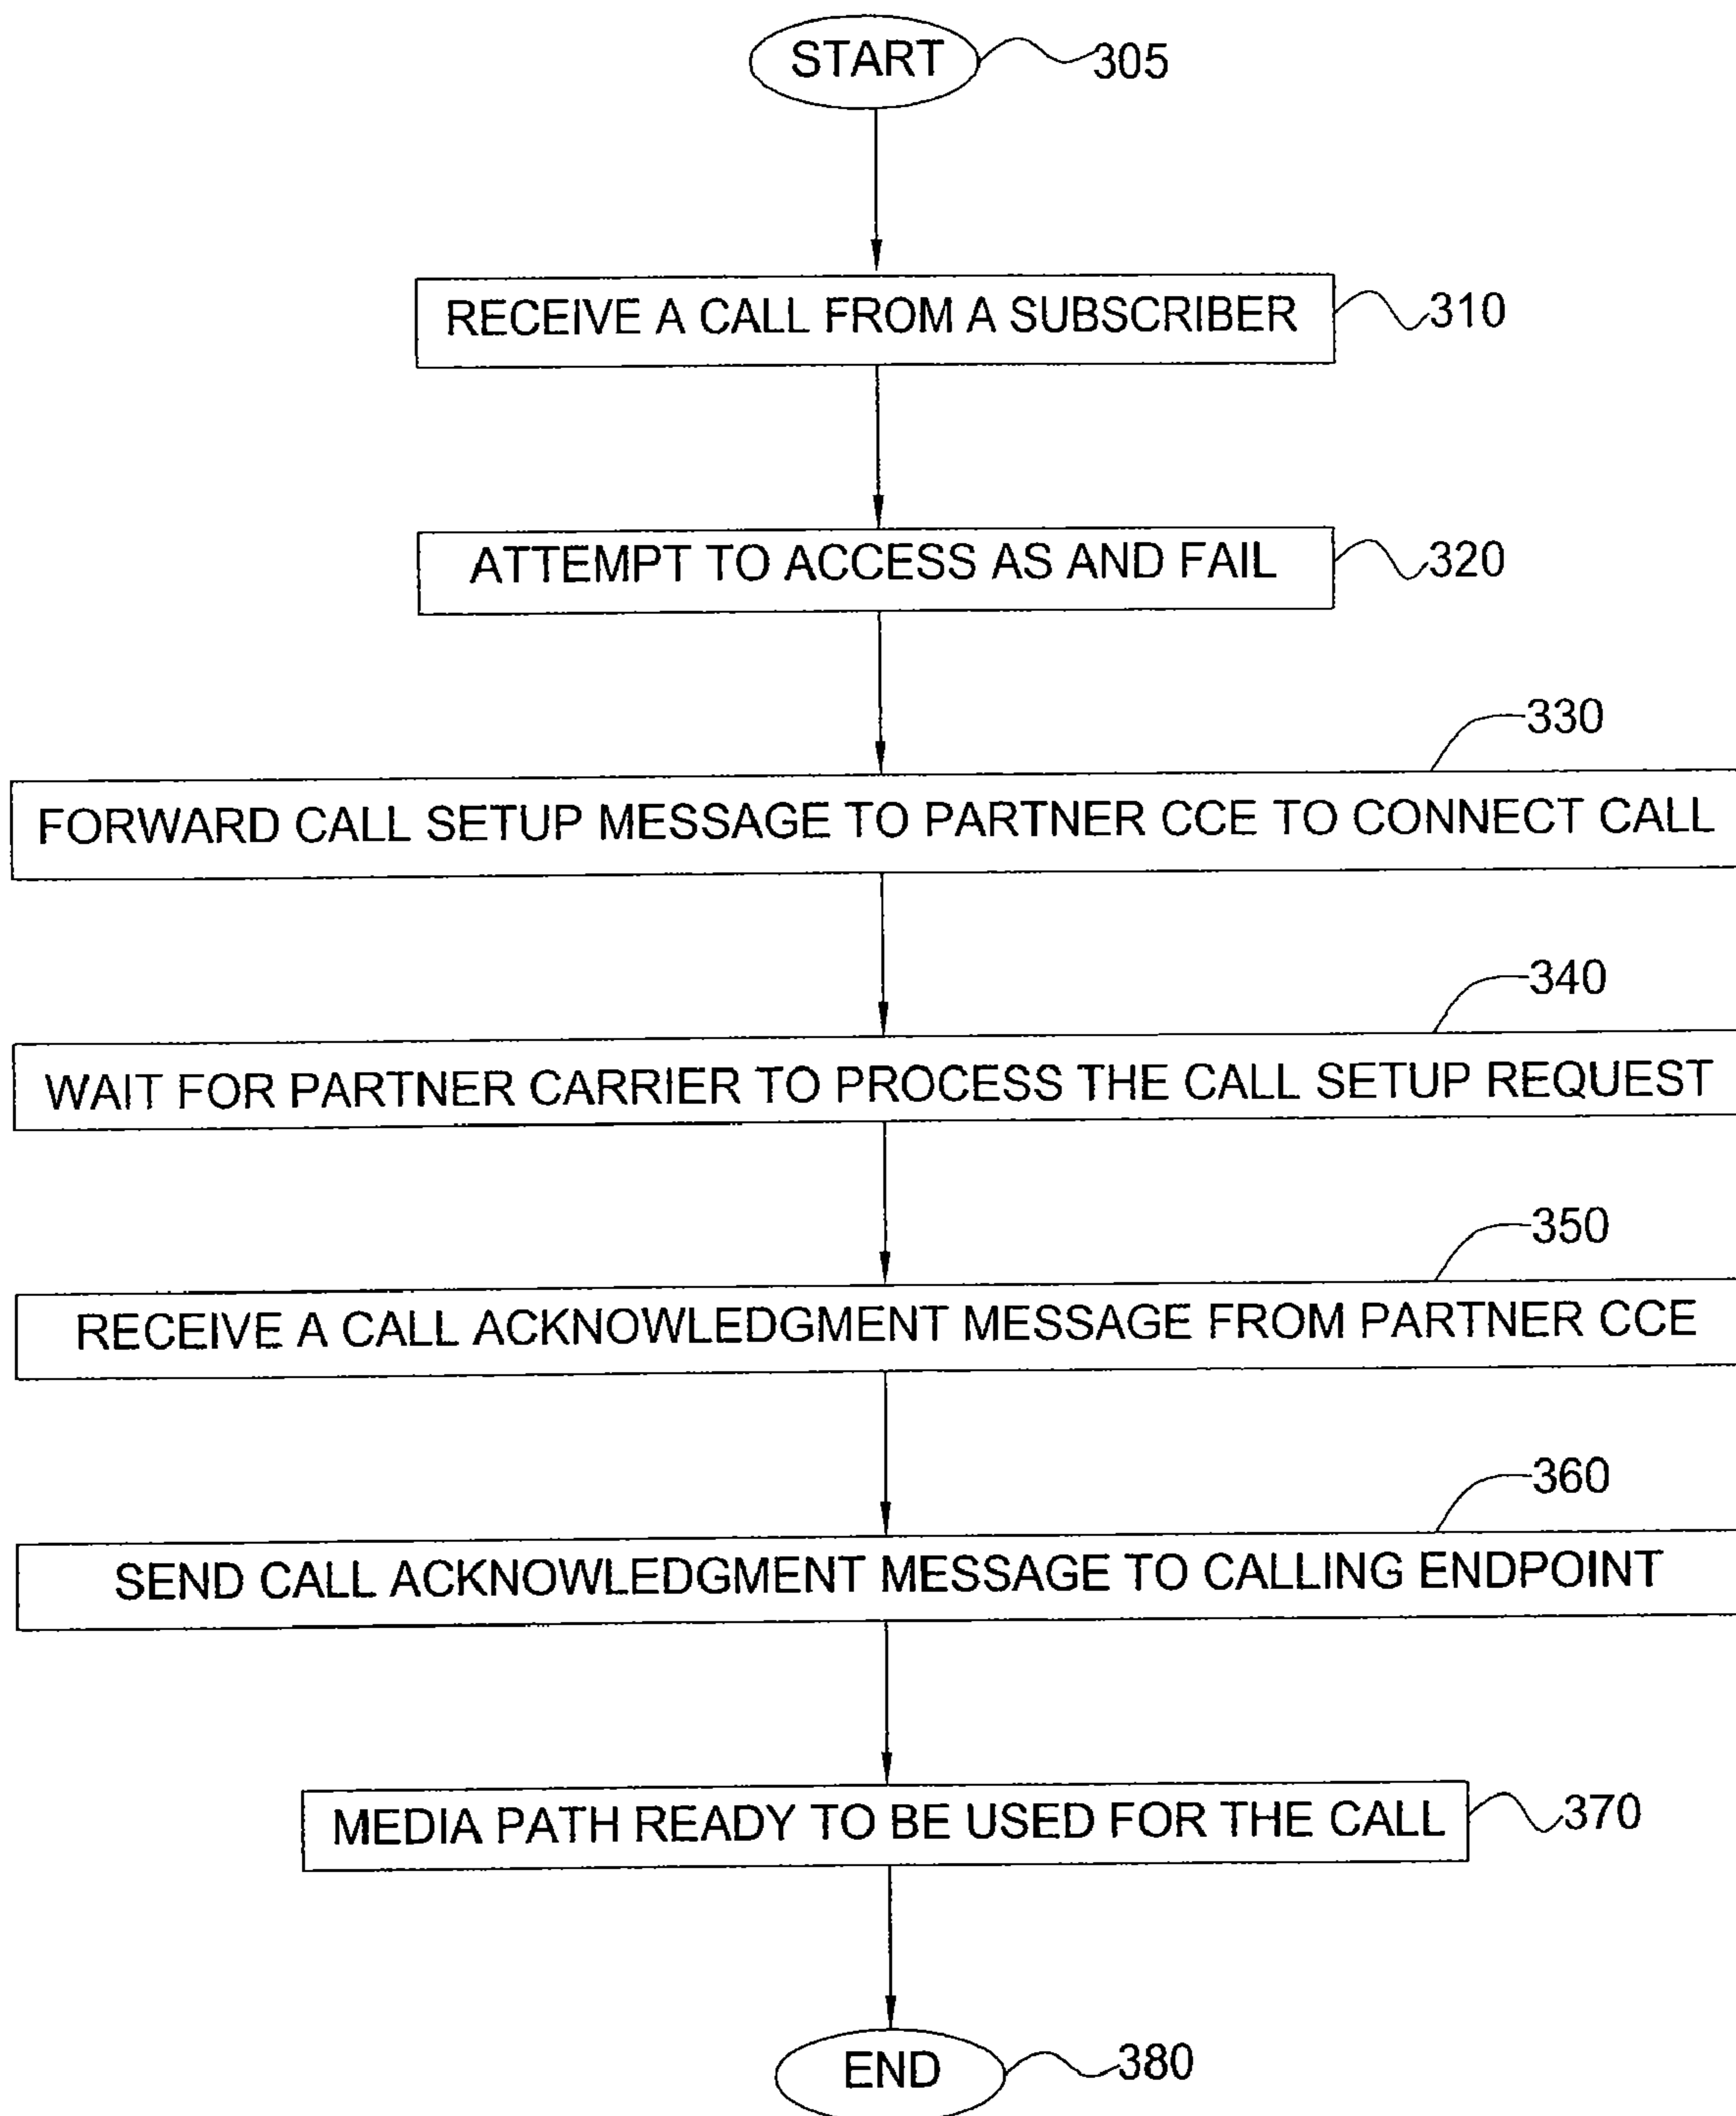 START 305
RECEIVE A CALL FROM A SUBSCRIBER 310
ATTEMPT TO ACCESS AS AND FAIL 320
330
FORWARD CALL SETUP MESSAGE TO PARTNER CCE TO CONNECT CALL
340
WAIT FOR PARTNER CARRIER TO PROCESS THE CALL SETUP REQUEST
350
RECEIVE A CALL ACKNOWLEDGMENT MESSAGE FROM PARTNER CCE
360
SEND CALL ACKNOWLEDGMENT MESSAGE TO CALLING ENDPOINT
MEDIA PATH READY TO BE USED FOR THE CALL 370
END 380